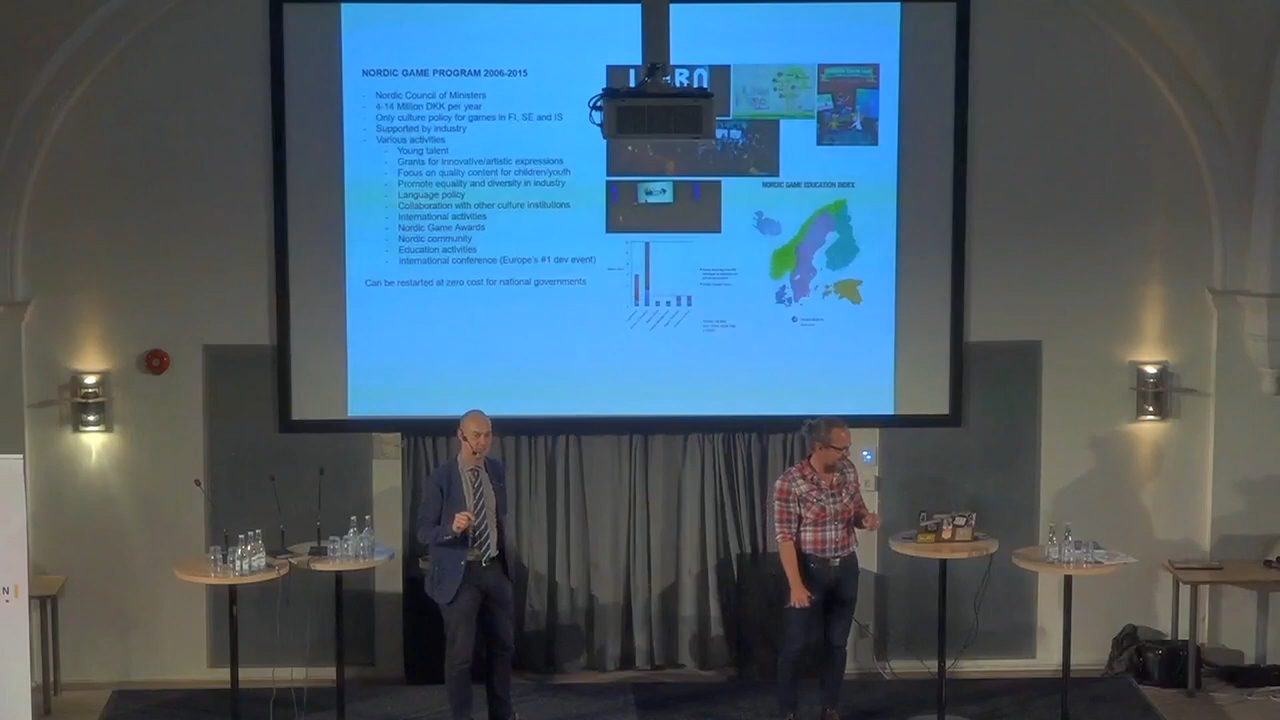 NORDIC GAME PROGRAM 2006-2015
- Nordic Council of Ministers
- 4-14 Million DKK per year
- Only culture policy for games in FI, SE and IS
- Supported by industry
- Various activities
- Young talent
- Grants for innovative/artistic expressions
- Focus on quality content for children/youth
- Promote equality and diversity in industry
- Language policy
- Collaboration with other culture institutions
- International activities
- Nordic Game Awards
- Nordic community
- Education activities
- International conference (Europe's #1 dev event)
Can be restarted at zero cost for national governments
NORDIC GAME EDUCATION INDEX
N